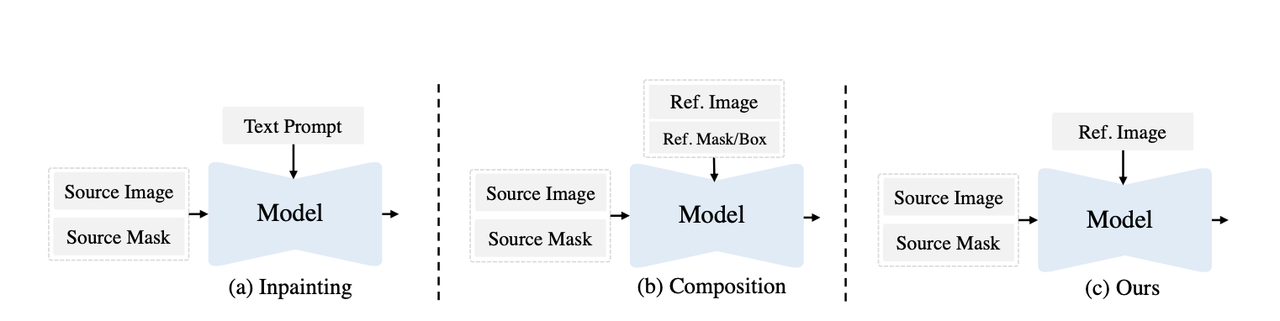 Text Prompt
Source Image
Source Mask
Model
(a) Inpainting
Ref. Image
Ref. Mask/Box
Source Image
Source Mask
Model
(b) Composition
Ref. Image
Source Image
Source Mask
Model
(c) Ours